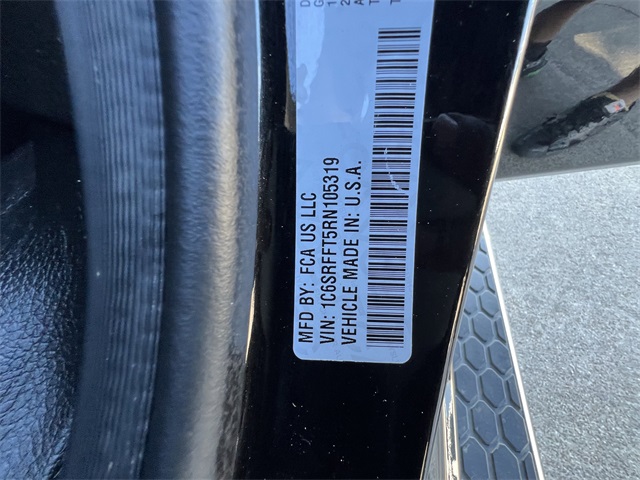 MFD BY: FCA US LLC
VIN: 1C6SRFFT5RN105319
VEHICLE MADE IN: U.S.A.